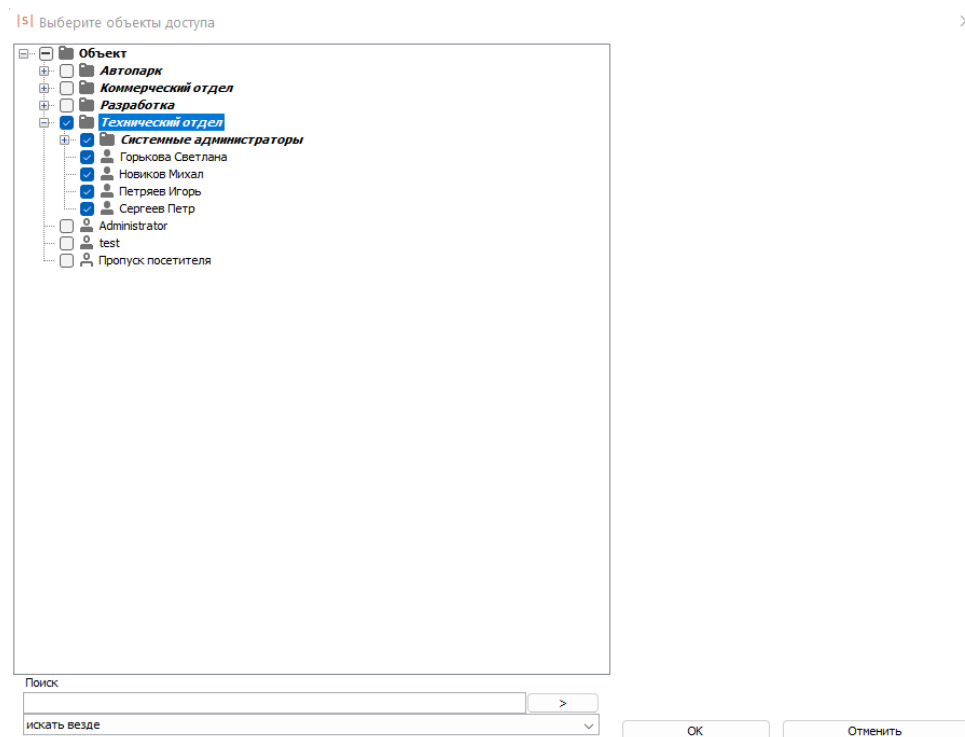 |S| Выберите объекты доступа
Объект
Автопарк
Коммерческий отдел
Разработка
Технический отдел
Системные администраторы
Горькова Светлана
Новиков Михал
Петряев Игорь
Сергеев Петр
Administrator
test
Пропуск посетителя
Поиск
>
искать везде
ОК
Отменить